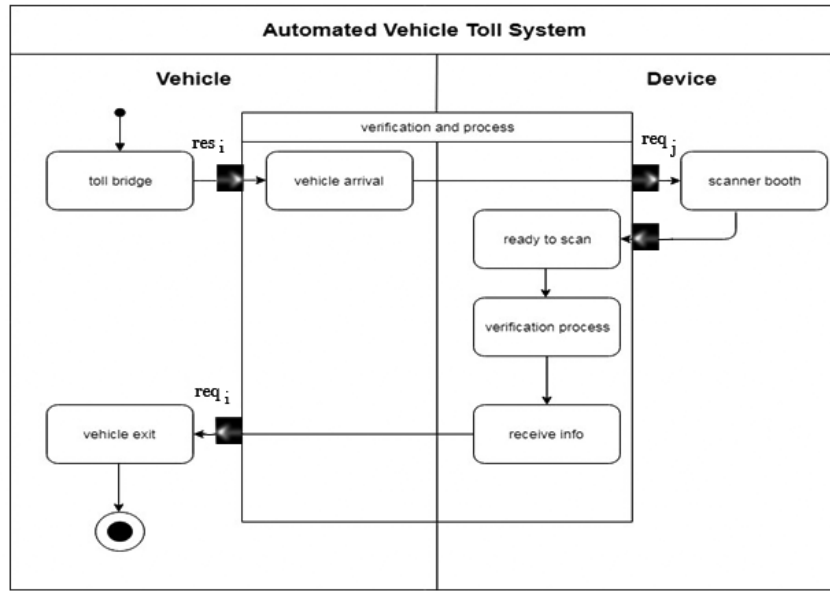 Automated Vehicle Toll System
Vehicle
Device
verification and process
res i
req j
toll bridge
vehicle arrival
scanner booth
ready to scan
verification process
req i
vehicle exit
receive info